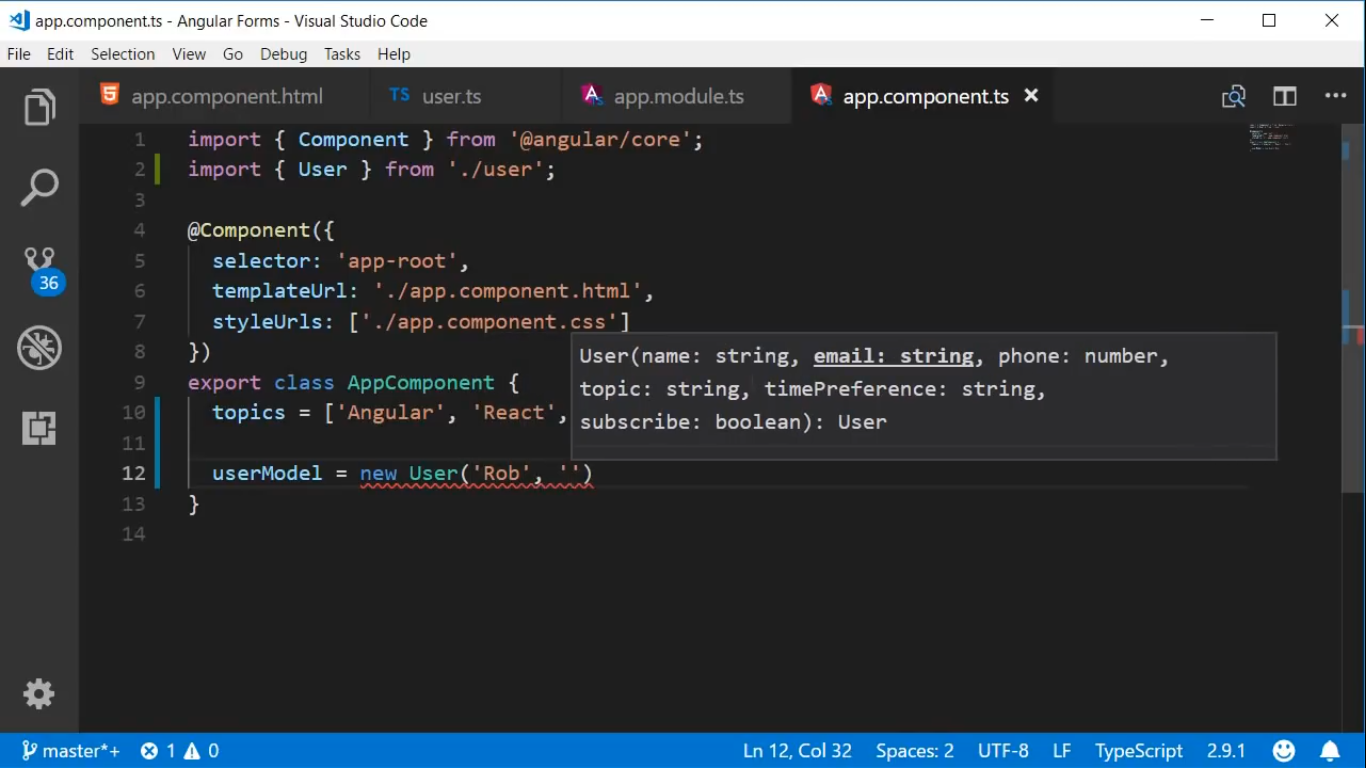 app.component.ts - Angular Forms - Visual Studio Code
File Edit Selection View Go Debug Tasks Help
app.component.html TS user.ts app.module.ts app.component.ts
1 import { Component } from '@angular/core';
2 import { User } from './user';
3
4 @Component({
5 selector: 'app-root',
6 templateUrl: './app.component.html',
7 styleUrls: ['./app.component.css']
8 })
User(name: string, email: string, phone: number,
9 export class AppComponent {
topic: string, timePreference: string,
10 topics = ['Angular', 'React',
subscribe: boolean): User
11
12 userModel = new User('Rob', '')
13 }
14
36
master*+ 1 0 Ln 12, Col 32 Spaces: 2 UTF-8 LF TypeScript 2.9.1